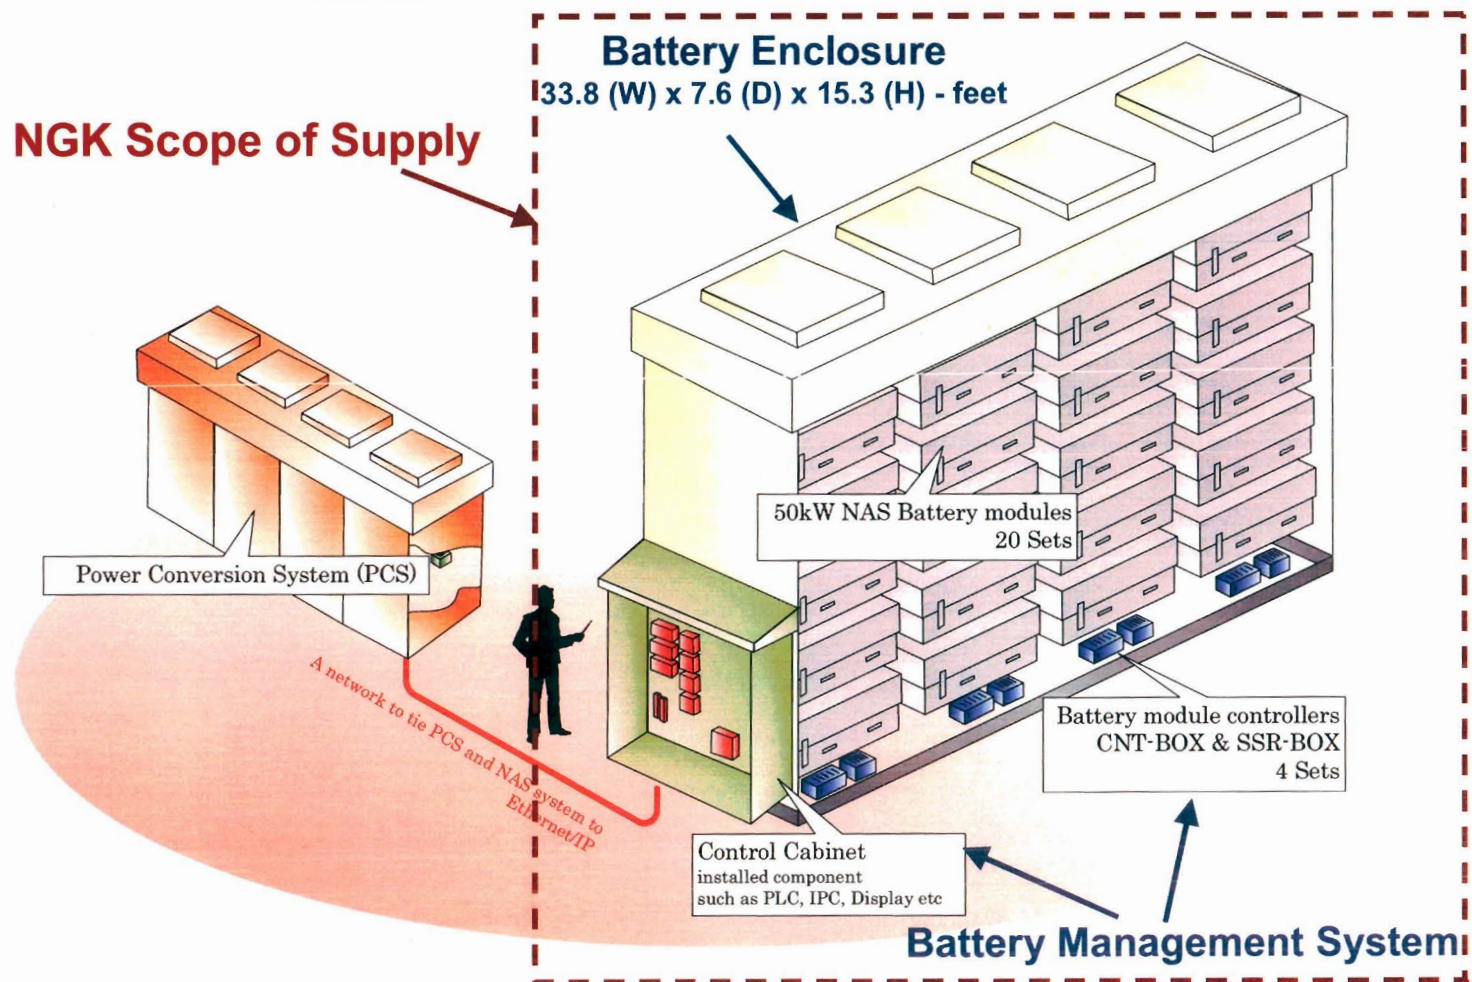 Battery Enclosure
33.8 (W) x 7.6 (D) x 15.3 (H) - feet
NGK Scope of Supply
50kW NAS Battery modules
20 Sets
Power Conversion System (PCS)
A network to tie PCS and NAS system to
Ethernet/IP
Battery module controllers
CNT-BOX & SSR-BOX
4 Sets
Control Cabinet
installed component
such as PLC, IPC, Display etc
Battery Management System